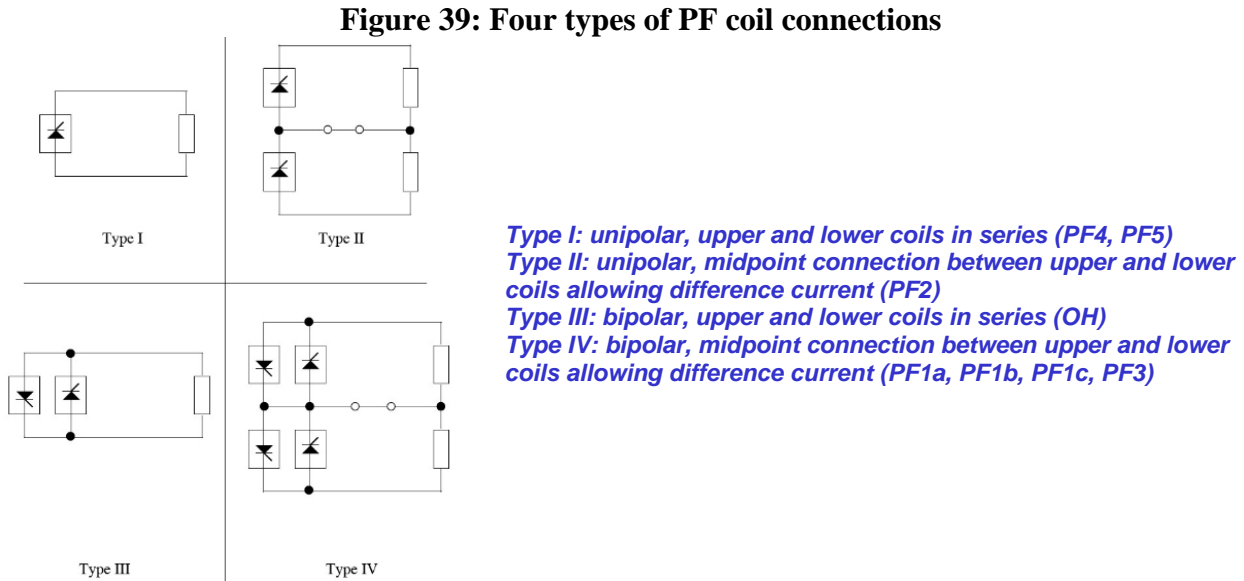 Figure 39: Four types of PF coil connections
Type I
Type II
Type I: unipolar, upper and lower coils in series (PF4, PF5)
Type II: unipolar, midpoint connection between upper and lower
coils allowing difference current (PF2)
Type III: bipolar, upper and lower coils in series (OH)
Type IV: bipolar, midpoint connection between upper and lower
coils allowing difference current (PF1a, PF1b, PF1c, PF3)
Type III
Type IV